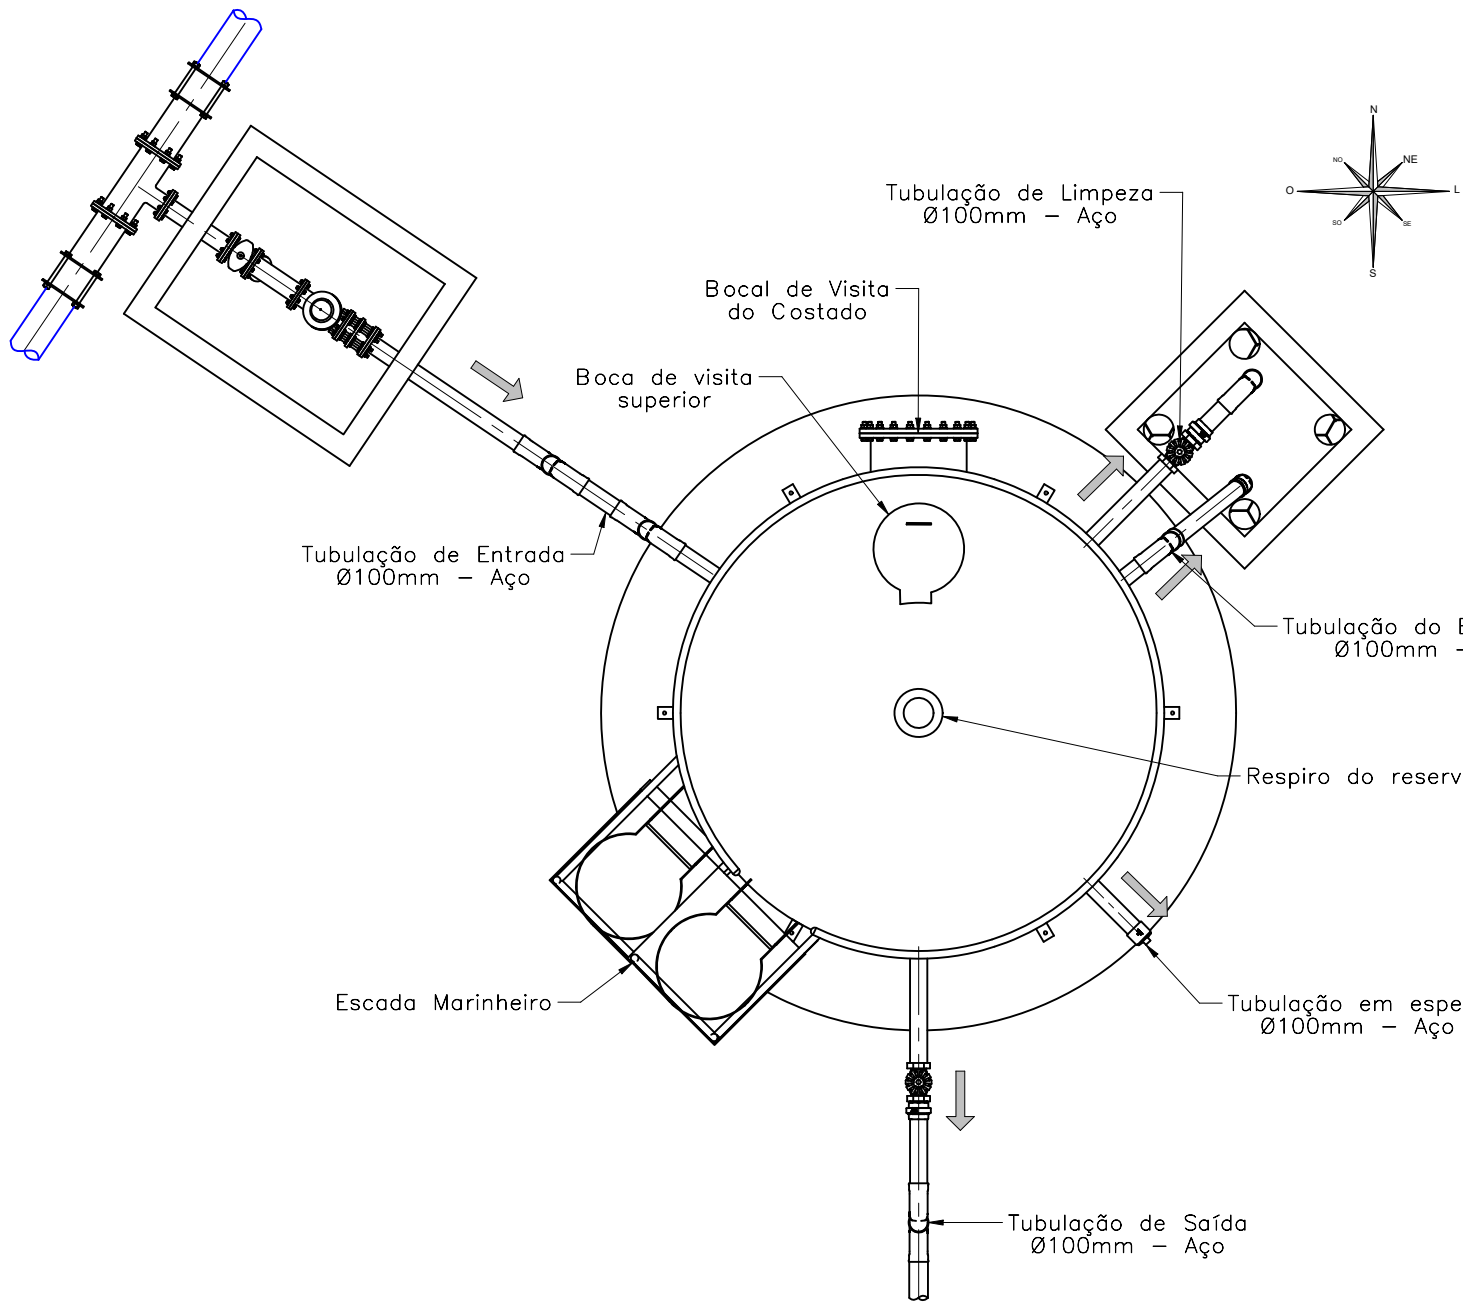 N
NO
NE
O
L
SO
SE
S
Tubulação de Limpeza
Ø100mm – Aço
Bocal de Visita
do Costado
Boca de visita
superior
Tubulação de Entrada
Ø100mm – Aço
Tubulação do
Ø100mm –
Respiro do
Escada Marinheiro
Tubulação em
Ø100mm – Aço
Tubulação de Saída
Ø100mm – Aço